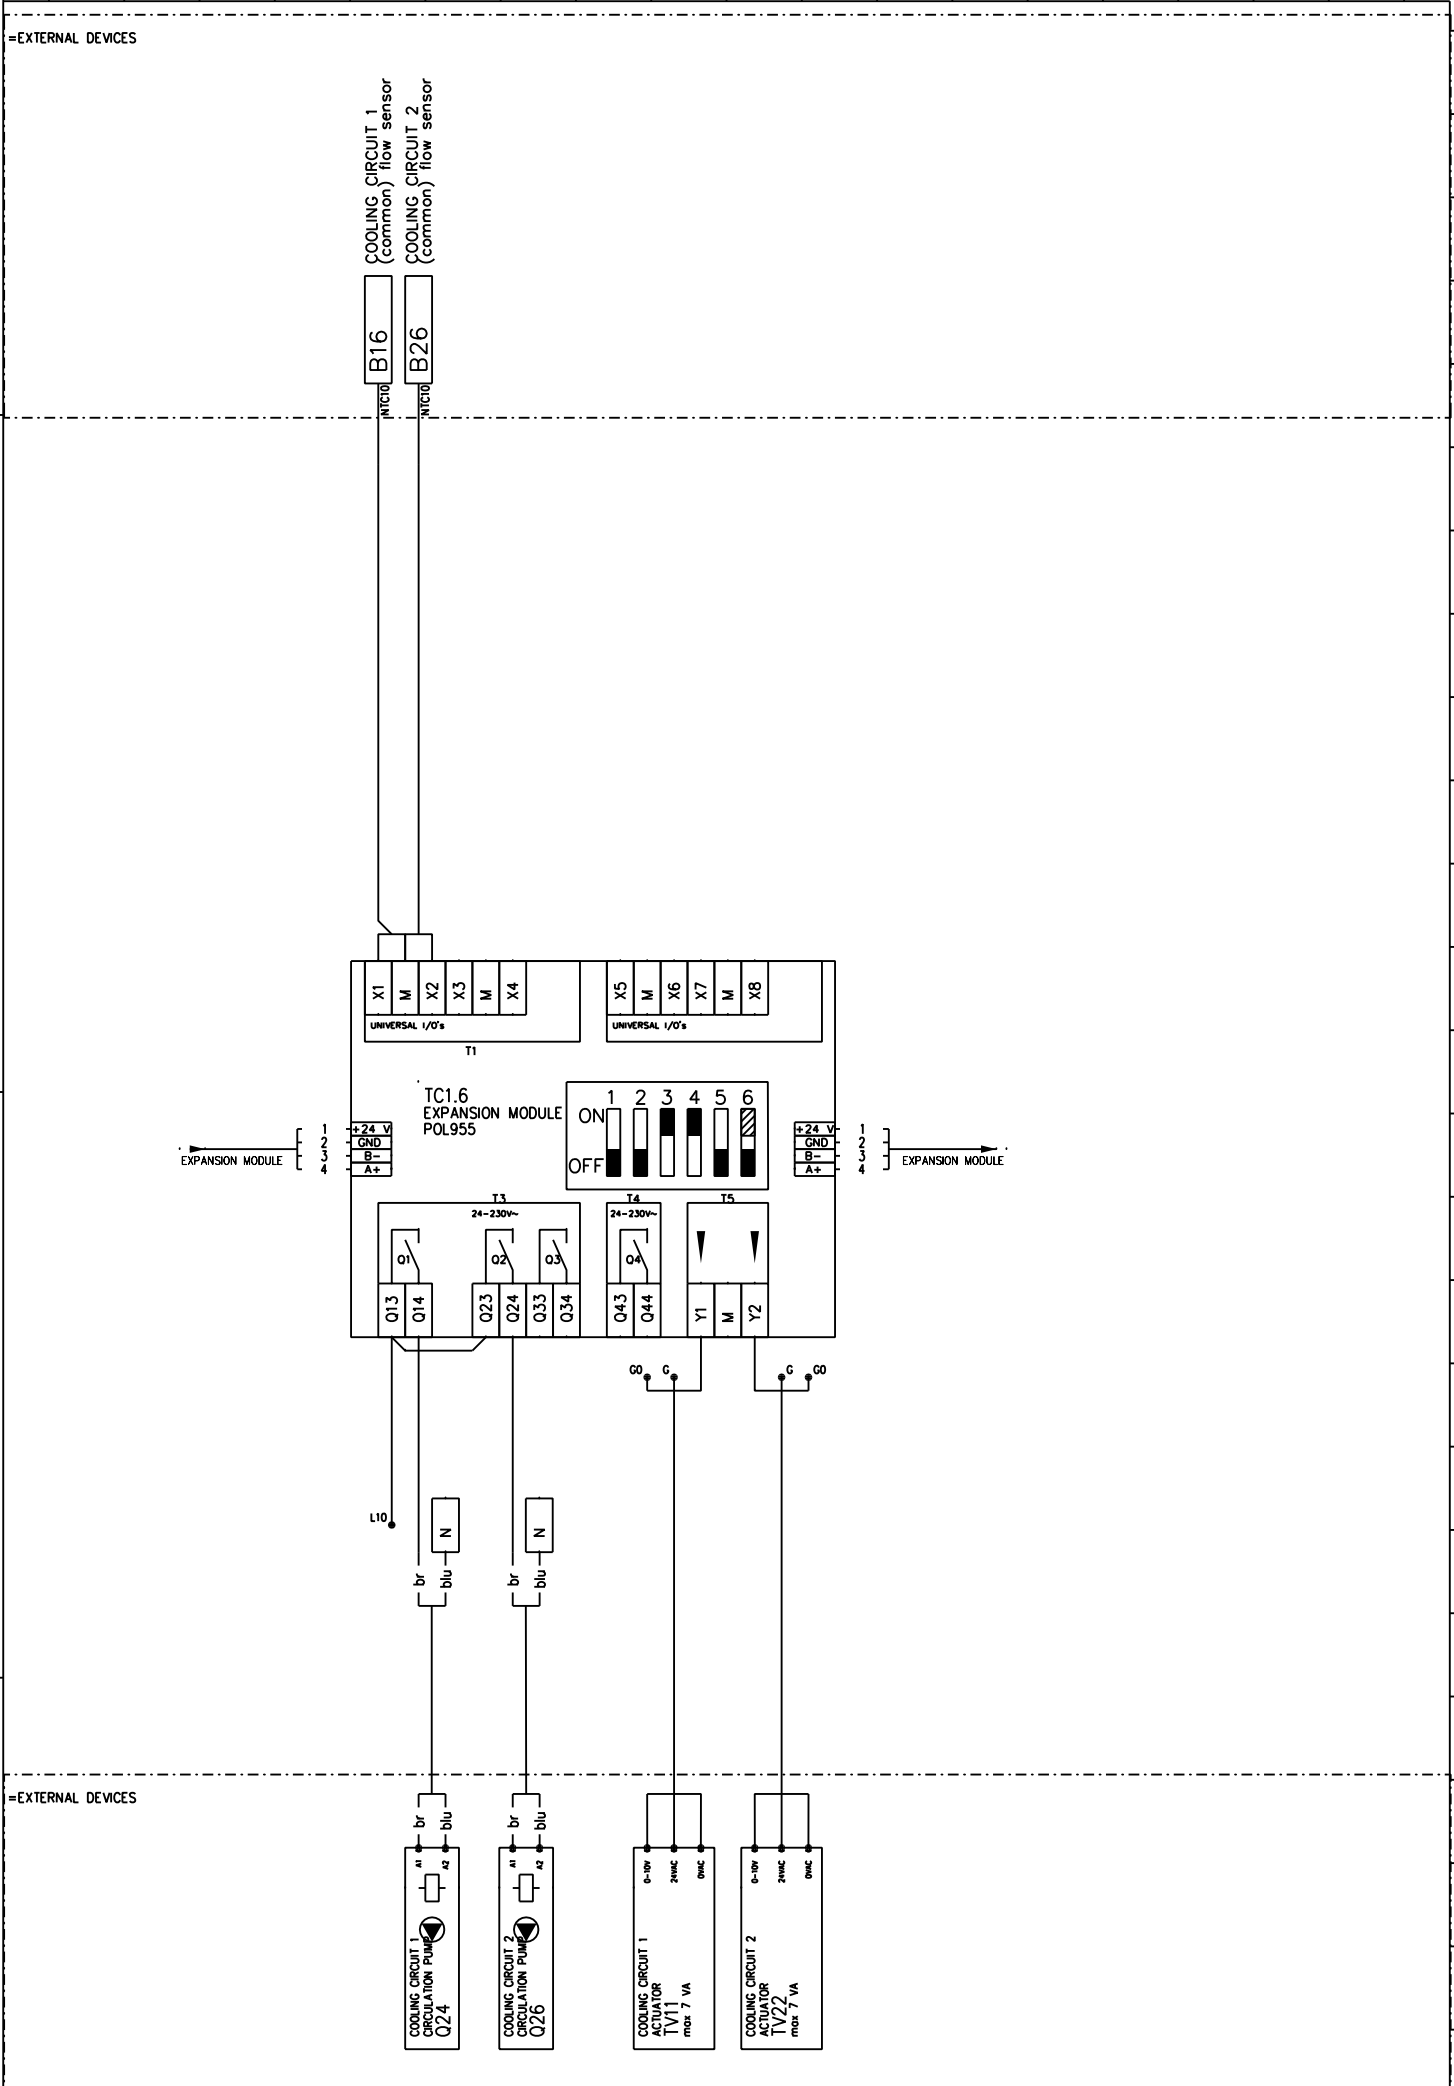 =EXTERNAL DEVICES
COOLING CIRCUIT 1
(common) flow sensor
COOLING CIRCUIT 2
(common) flow sensor
B16
B26
NTC10
NTC10
X1
M
X2
X3
M
X4
X5
M
X6
X7
M
X8
UNIVERSAL I/O's
UNIVERSAL I/O's
T1
TC1.6
EXPANSION MODULE
POL955
1 2 3 4 5 6
ON
OFF
1
2
3
4
+24 V
GND
B-
A+
EXPANSION MODULE
+24 V
GND
B-
A+
1
2
3
4
EXPANSION MODULE
T3
24-230V~
T4
24-230V~
T5
Q1
Q2
Q3
Q4
Q13
Q14
Q23
Q24
Q33
Q34
Q43
Q44
Y1
M
Y2
G0
G
G
G0
L10
N
N
br
blu
br
blu
=EXTERNAL DEVICES
br
blu
br
blu
A1
A2
A1
A2
0-10V
24VAC
0VAC
0-10V
24VAC
0VAC
COOLING CIRCUIT 1
CIRCULATION PUMP
Q24
COOLING CIRCUIT 2
CIRCULATION PUMP
Q26
COOLING CIRCUIT 1
ACTUATOR
TV11
max 7 VA
COOLING CIRCUIT 2
ACTUATOR
TV22
max 7 VA